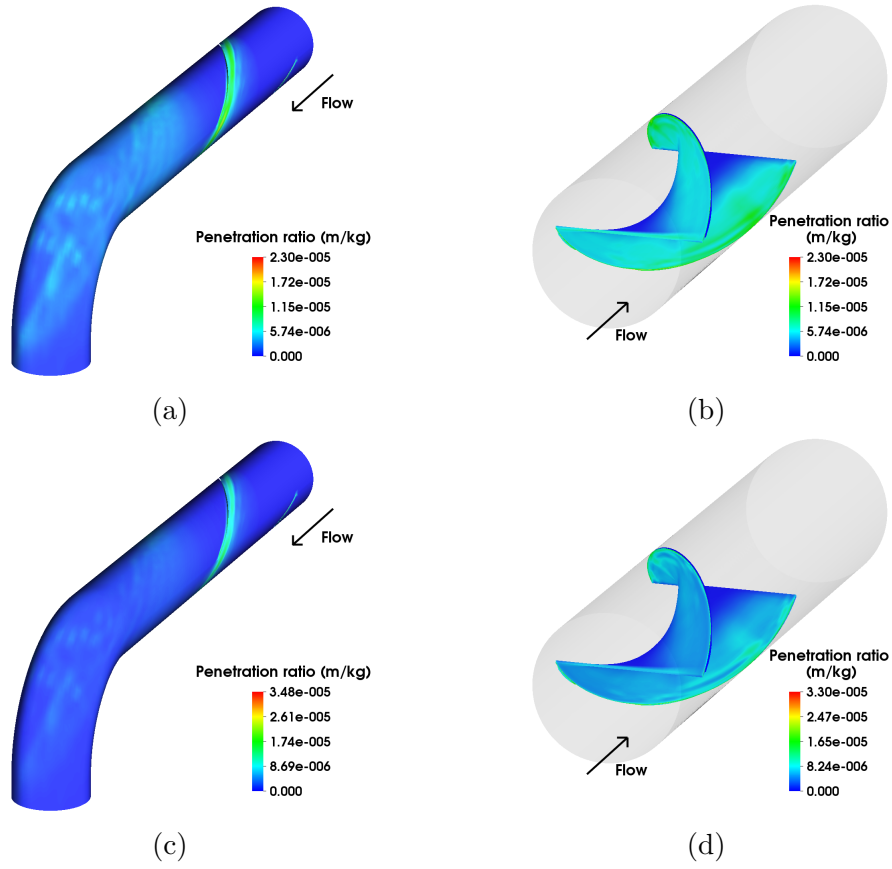 Flow
Penetration ratio (m/kg)
2.30e-005
1.72e-005
1.15e-005
5.74e-006
0.000
(a)
Penetration ratio
(m/kg)
2.30e-005
1.72e-005
1.15e-005
5.74e-006
0.000
Flow
(b)
Flow
Penetration ratio (m/kg)
3.48e-005
2.61e-005
1.74e-005
8.69e-006
0.000
(c)
Penetration ratio
(m/kg)
3.30e-005
2.47e-005
1.65e-005
8.24e-006
0.000
Flow
(d)